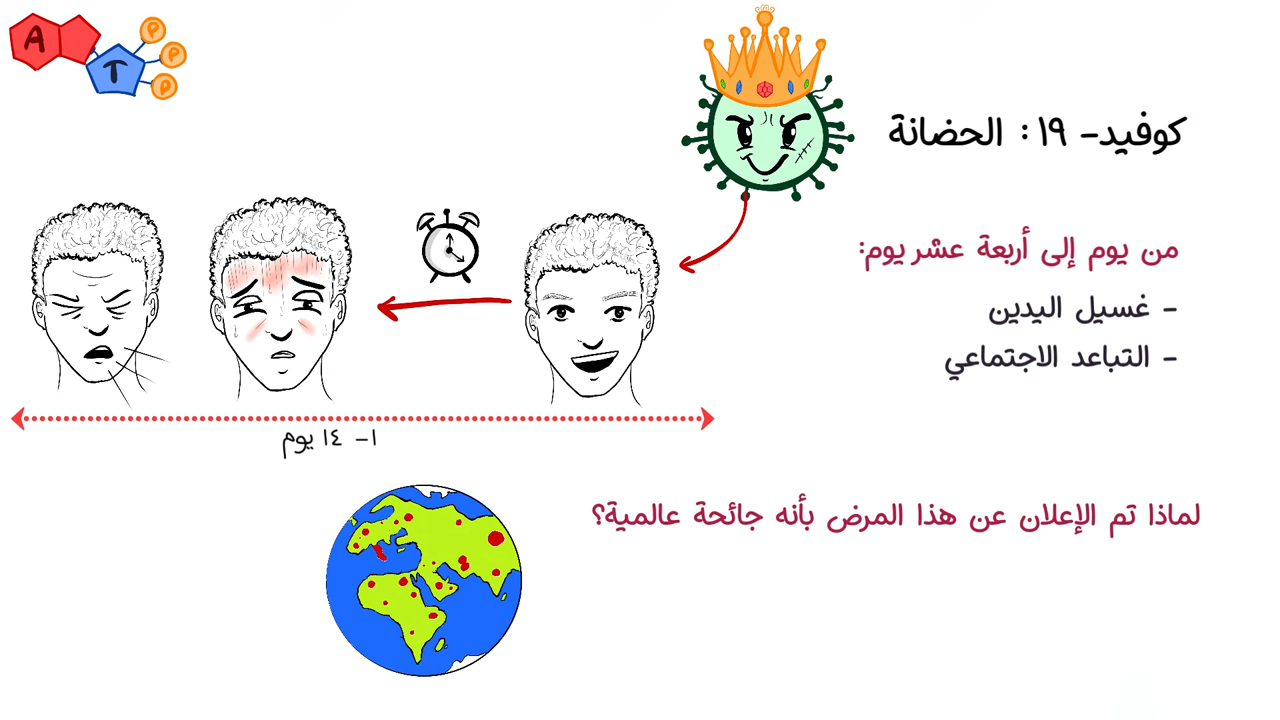 A T P P P
كوفيد- ١٩ : الحضانة
من يوم إلى أربعة عشر يوم:
- غسيل اليدين
- التباعد الاجتماعي
١- ١٤ يوم
لماذا تم الإعلان عن هذا المرض بأنه جائحة عالمية؟